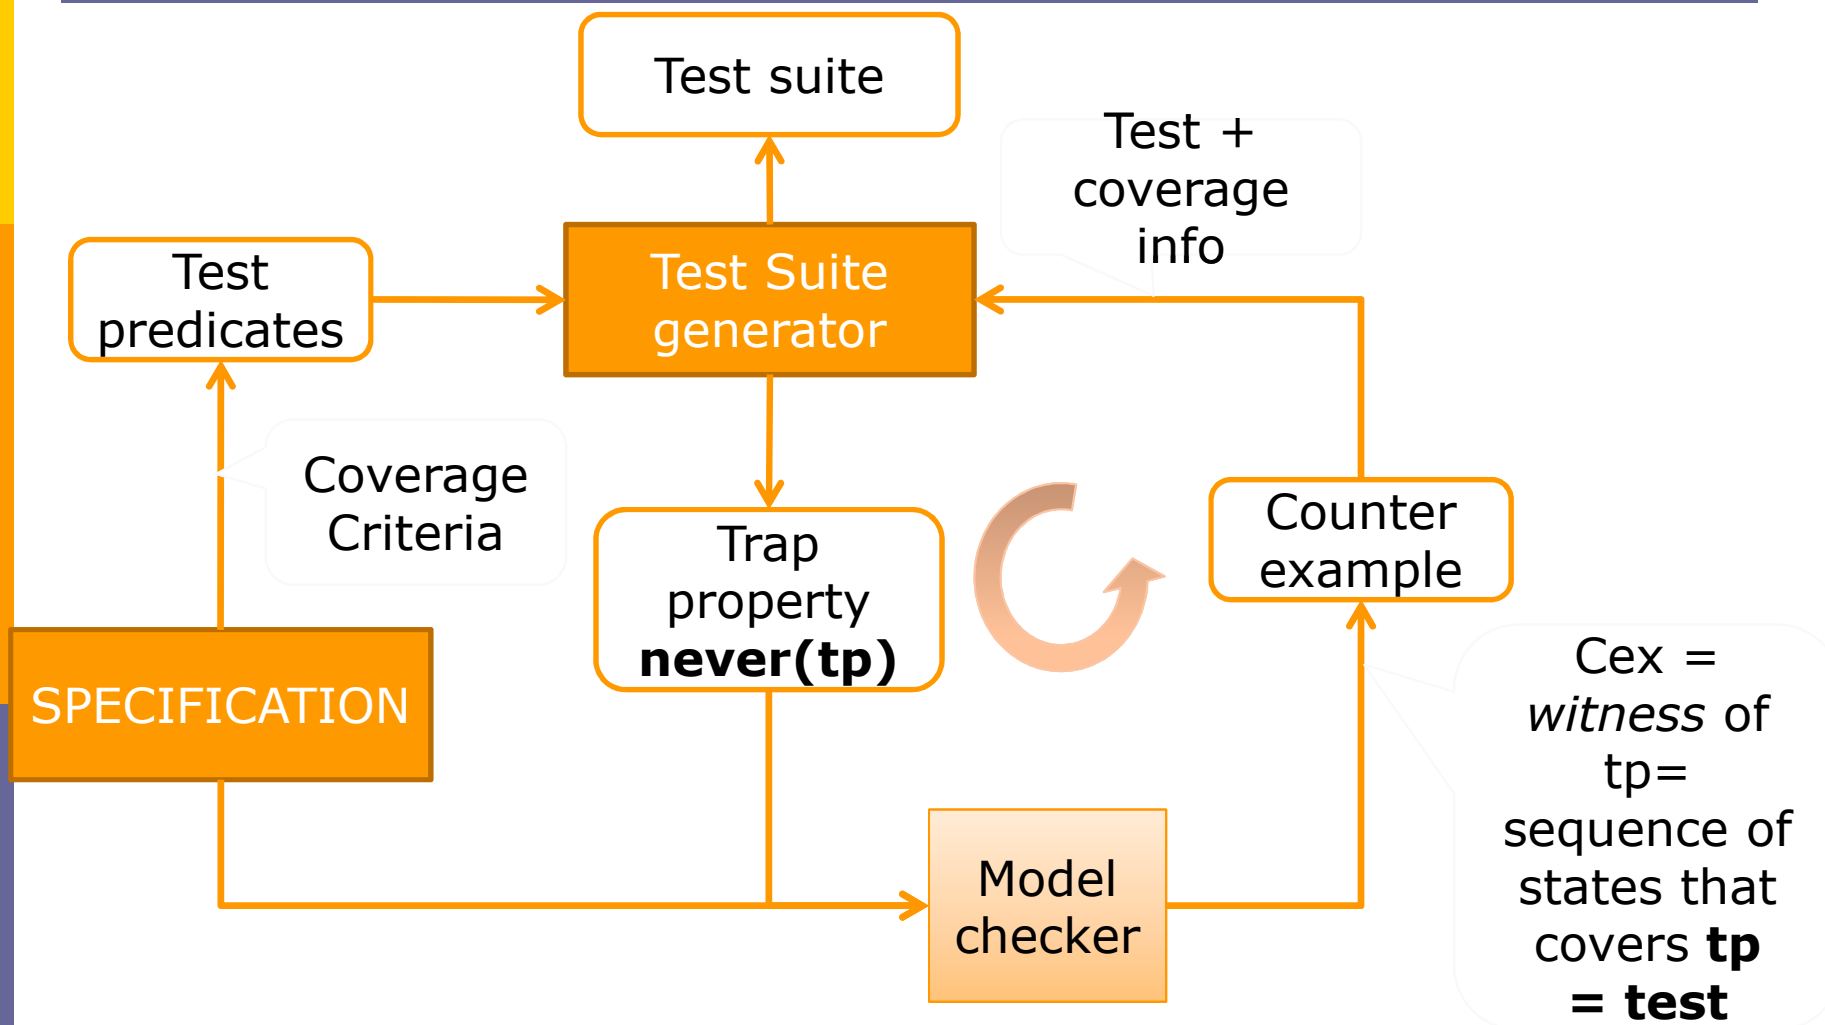 Test suite
Test +
coverage
info
Test
predicates
Test Suite
generator
Coverage
Criteria
Trap
property
never(tp)
Counter
example
SPECIFICATION
Cex =
witness of
tp=
sequence of
states that
covers tp
= test
Model
checker